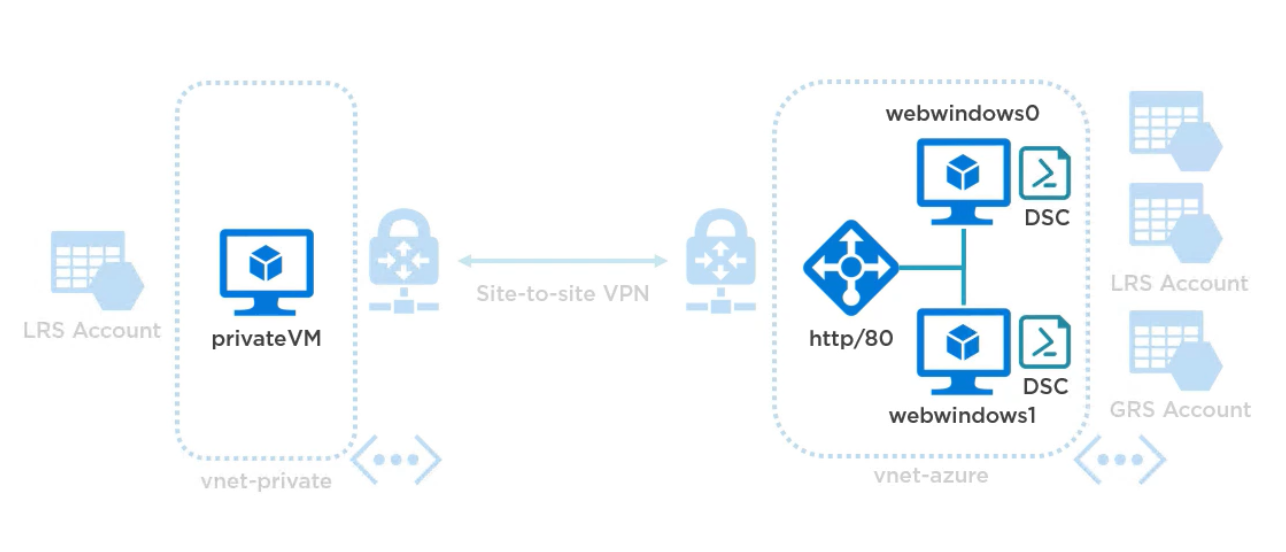 webwindows0
DSC
LRS Account
privateVM
Site-to-site VPN
http/80
DSC
webwindows1
LRS Account
GRS Account
vnet-private
vnet-azure